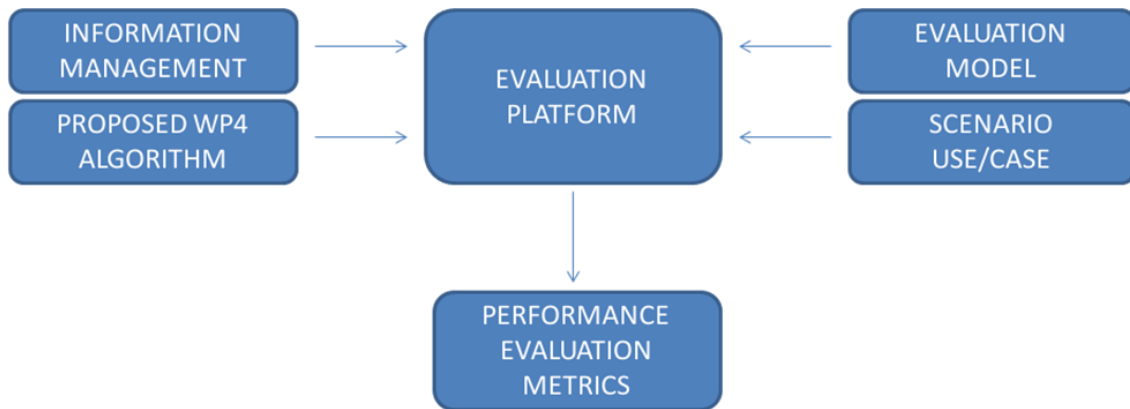 INFORMATION
MANAGEMENT
PROPOSED WP4
ALGORITHM
EVALUATION
PLATFORM
EVALUATION
MODEL
SCENARIO
USE/CASE
PERFORMANCE
EVALUATION
METRICS